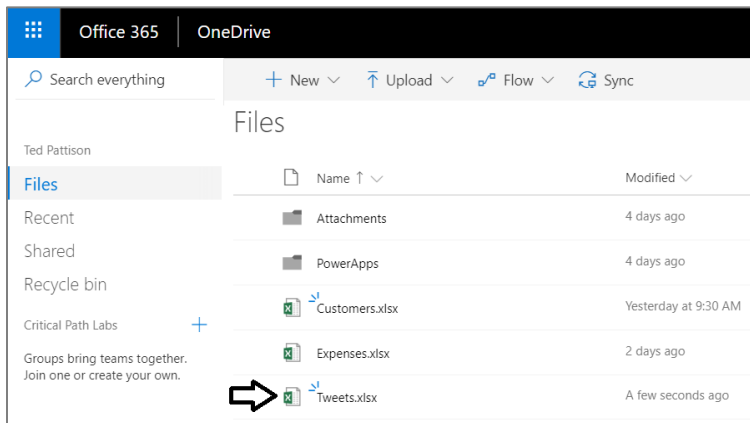 Office 365 OneDrive
Search everything
New Upload Flow Sync
Files
Ted Pattison
Files
Recent
Shared
Recycle bin
Critical Path Labs
Groups bring teams together.
Join one or create your own.
Name Modified
Attachments 4 days ago
PowerApps 4 days ago
Customers.xlsx Yesterday at 9:30 AM
Expenses.xlsx 2 days ago
Tweets.xlsx A few seconds ago